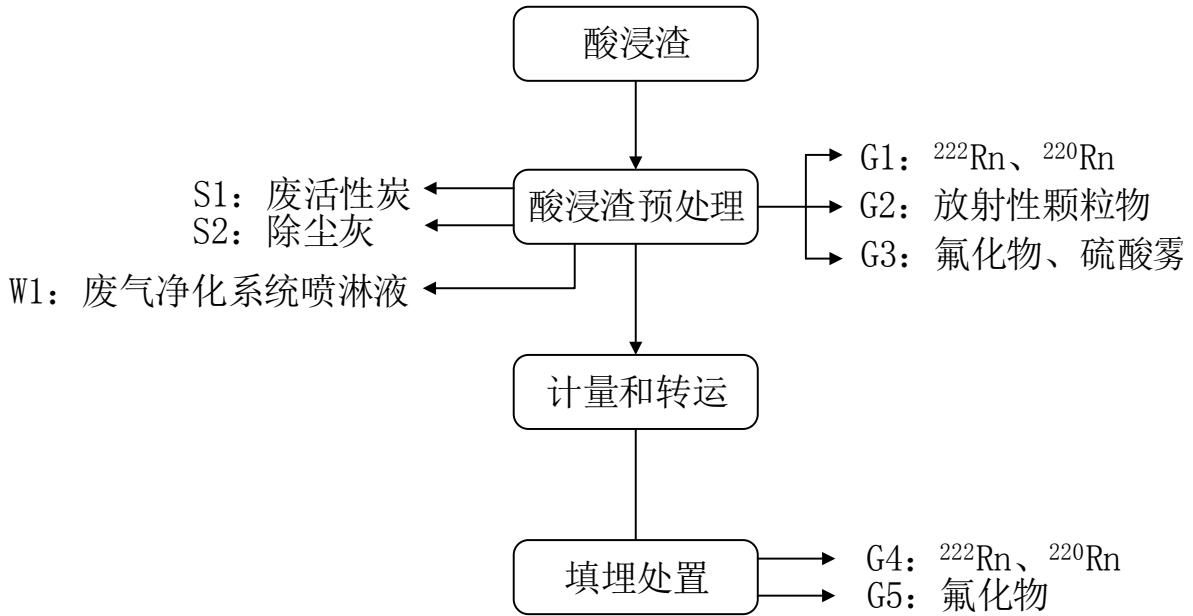 酸浸渣
S1：废活性炭
S2：除尘灰
W1：废气净化系统喷淋液
酸浸渣预处理
G1：²²²Rn、²²⁰Rn
G2：放射性颗粒物
G3：氟化物、硫酸雾
计量和转运
填埋处置
G4：²²²Rn、²²⁰Rn
G5：氟化物